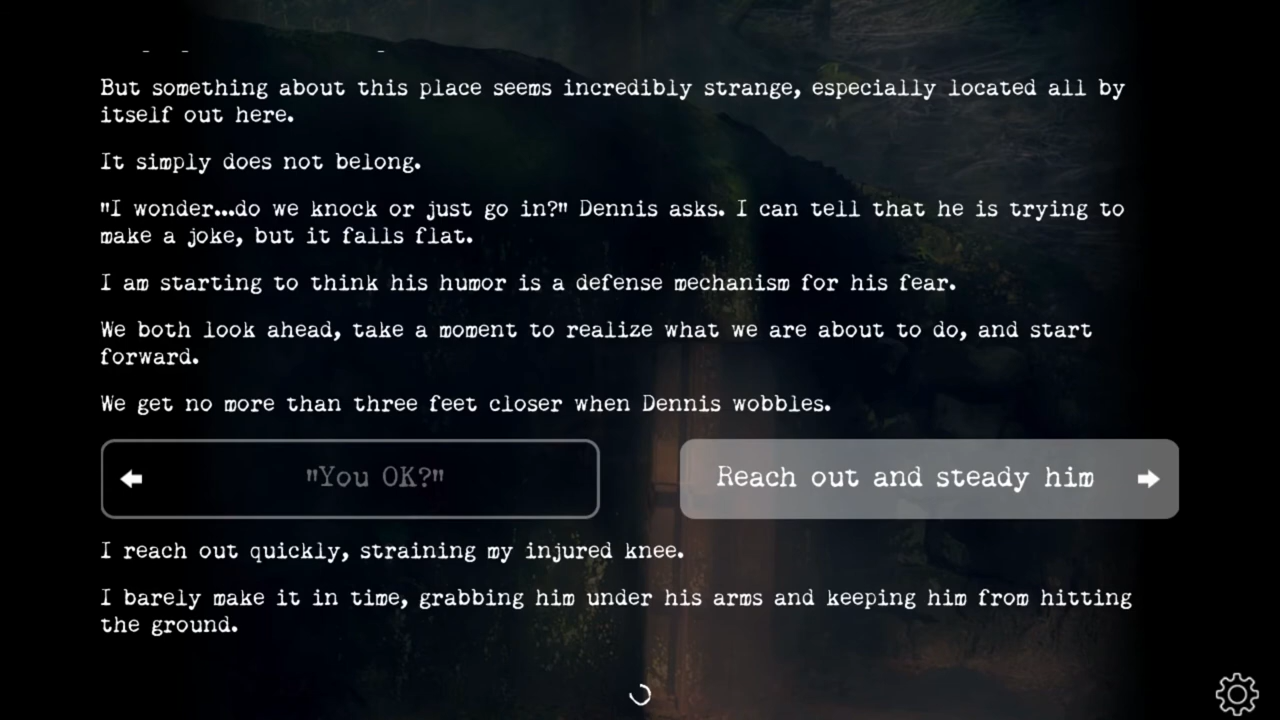 But something about this place seems incredibly strange, especially located all by
itself out here.
It simply does not belong.
"I wonder...do we knock or just go in?" Dennis asks. I can tell that he is trying to
make a joke, but it falls flat.
I am starting to think his humor is a defense mechanism for his fear.
We both look ahead, take a moment to realize what we are about to do, and start
forward.
We get no more than three feet closer when Dennis wobbles.
"You OK?"
Reach out and steady him
I reach out quickly, straining my injured knee.
I barely make it in time, grabbing him under his arms and keeping him from hitting
the ground.